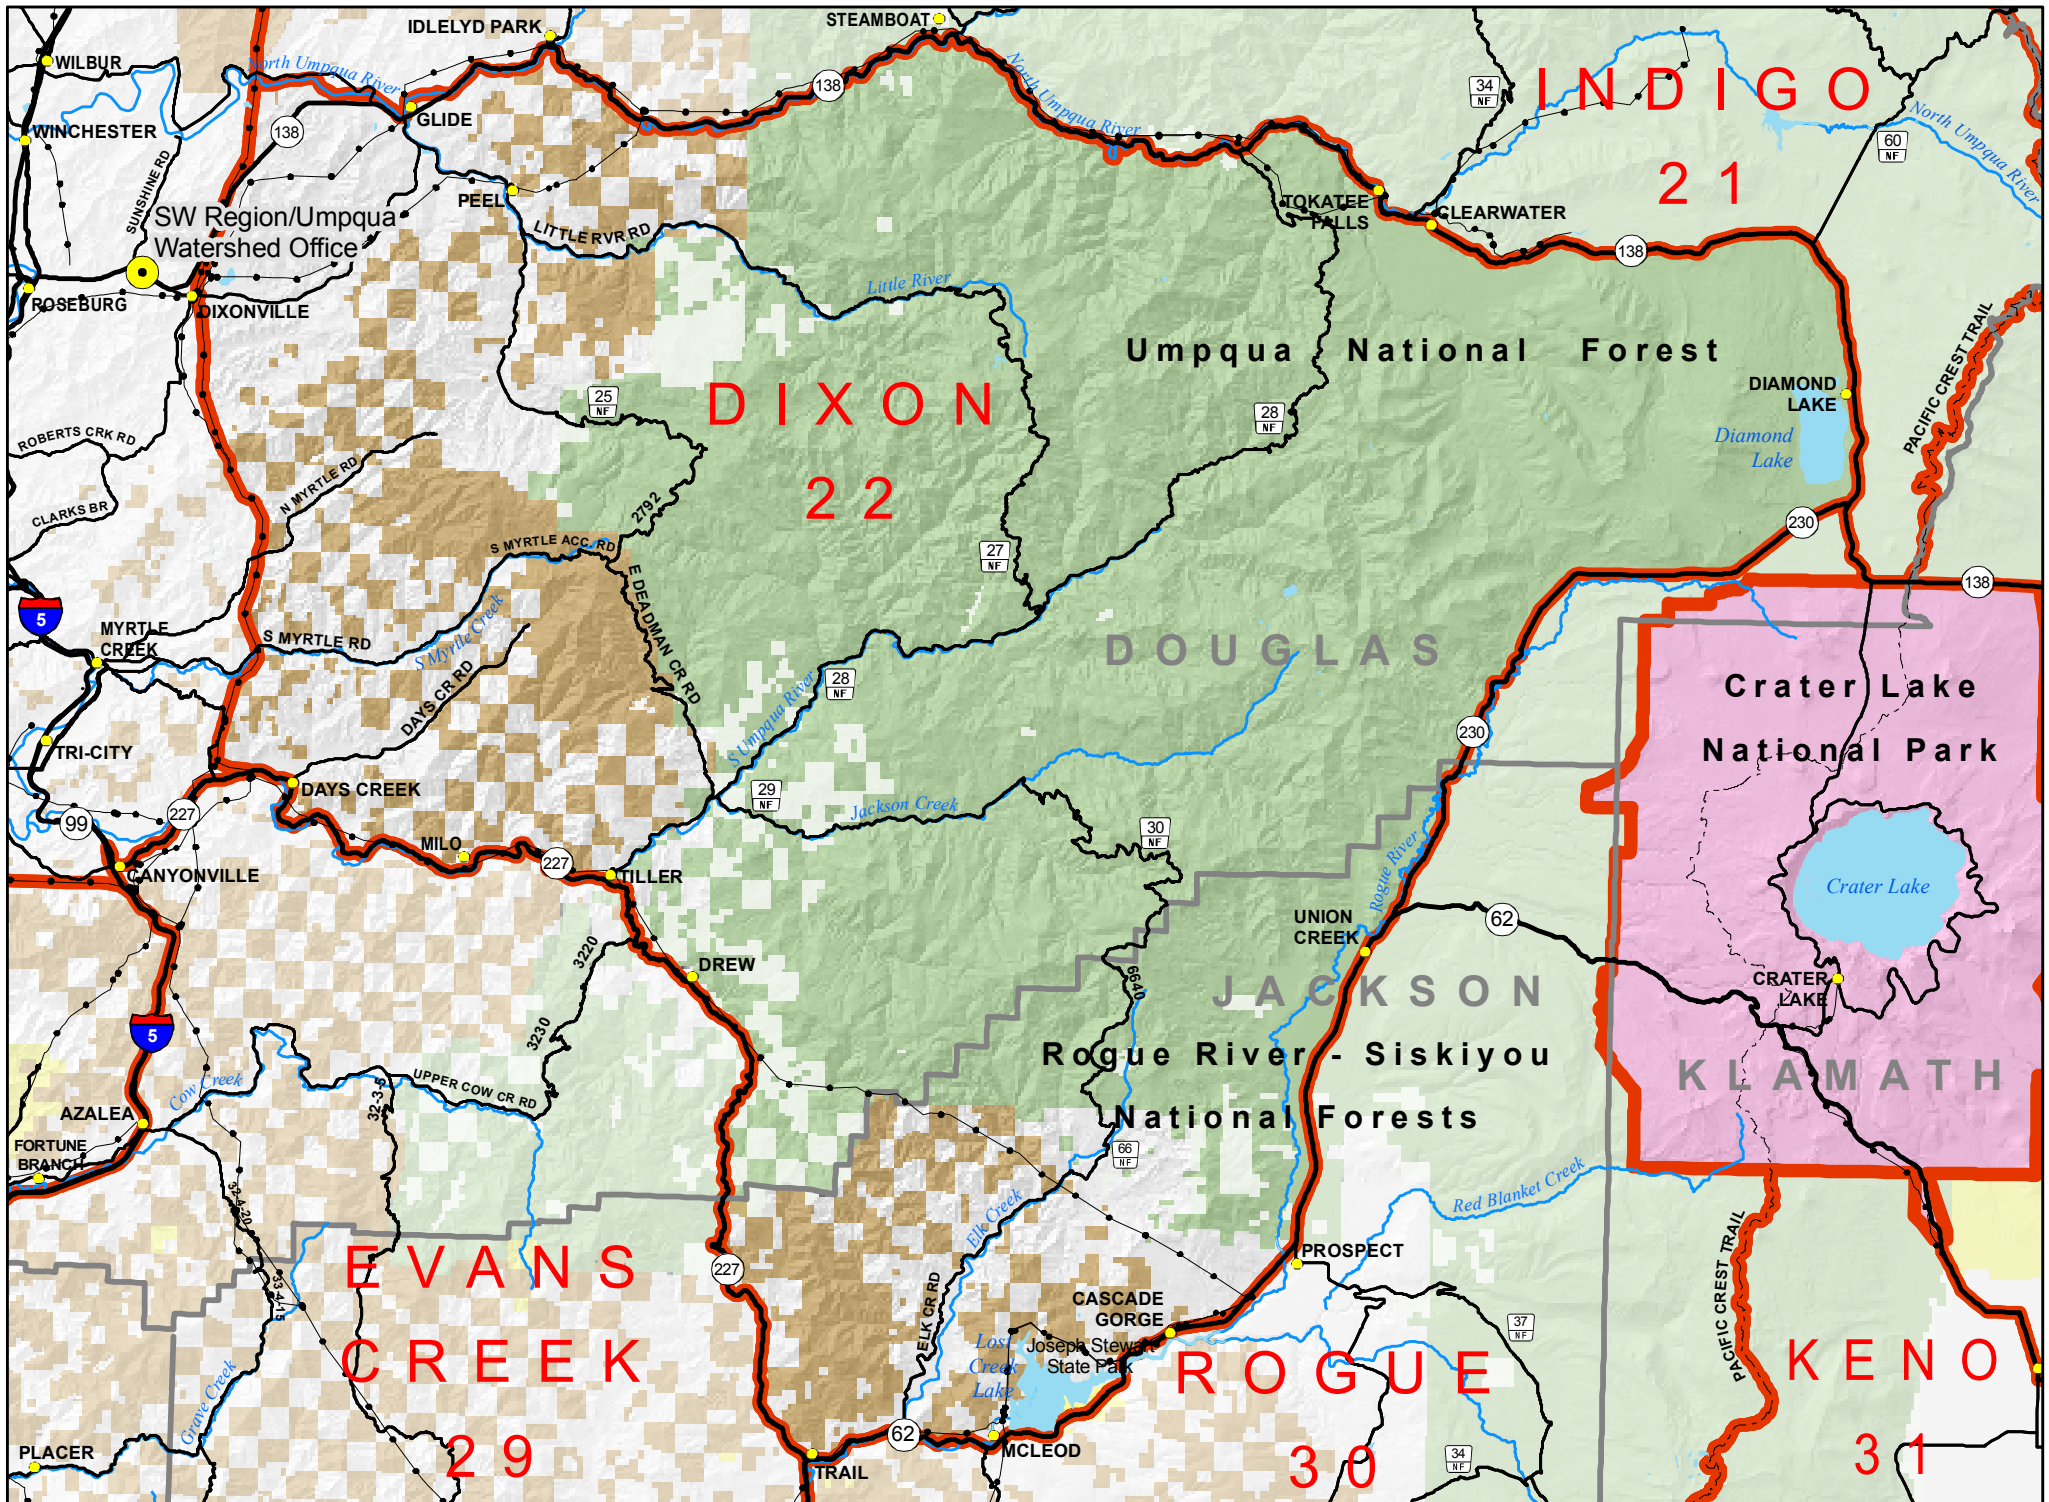 STEAMBOAT
IDLELYD PARK
WILBUR
North Umpqua River
138
North Umpqua River
34
NF
INDIGO
21
North Umpqua River
60
NF
GLIDE
WINCHESTER
138
SUNSHINE RD
PEEL
TOKATEE
FALLS
CLEARWATER
138
SW Region/Umpqua
Watershed Office
LITTLE RVR RD
ROSEBURG
DIXONVILLE
Little River
Umpqua National Forest
PACIFIC CREST TRAIL
DIAMOND
LAKE
Diamond
Lake
25
NF
DIXON
22
28
NF
ROBERTS CRK RD
N MYRTLE RD
CLARKS BR
2792
S MYRTLE ACC. RD
27
NF
230
138
E DEADMAN CR RD
5
MYRTLE
CREEK
S MYRTLE RD
S Myrtle Creek
DAYS CR RD
DOUGLAS
28
NF
S Umpqua River
230
Crater Lake
National Park
TRI-CITY
DAYS CREEK
29
NF
Jackson Creek
227
99
MILO
227
30
NF
Rogue River
CANYONVILLE
TILLER
Crater Lake
UNION
CREEK
62
3220
DREW
6640
JACKSON
CRATER
LAKE
5
3230
Rogue River - Siskiyou
National Forests
KLAMATH
Cow Creek
32-3-5
UPPER COW CR RD
AZALEA
FORTUNE
BRANCH
66
NF
32-4-20
Elk Creek
Red Blanket Creek
PROSPECT
PACIFIC CREST TRAIL
EVANS
CREEK
29
227
33-4-15
ELK CR RD
CASCADE
GORGE
Lost
Creek
Lake
Joseph Stewart
State Park
37
NF
ROGUE
30
KENO
31
Grave Creek
62
PLACER
TRAIL
MCLEOD
34
NF